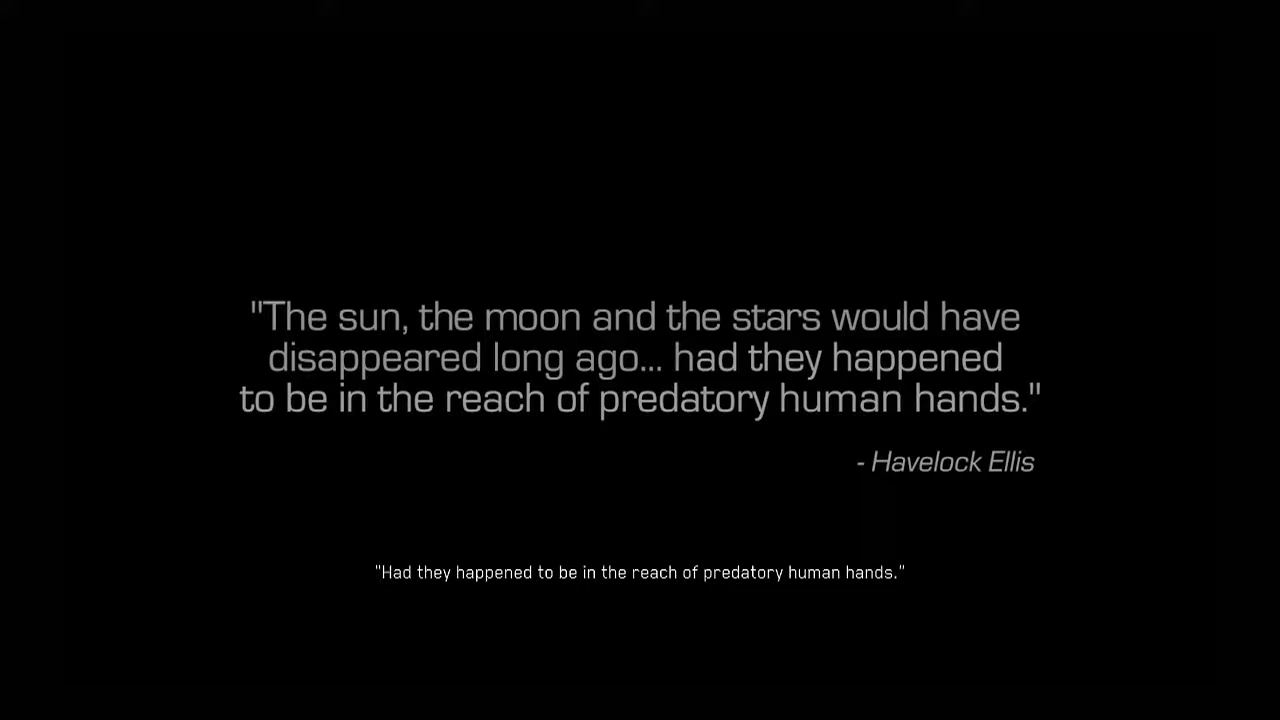 "The sun, the moon and the stars would have
disappeared long ago... had they happened
to be in the reach of predatory human hands."
- Havelock Ellis
"Had they happened to be in the reach of predatory human hands."